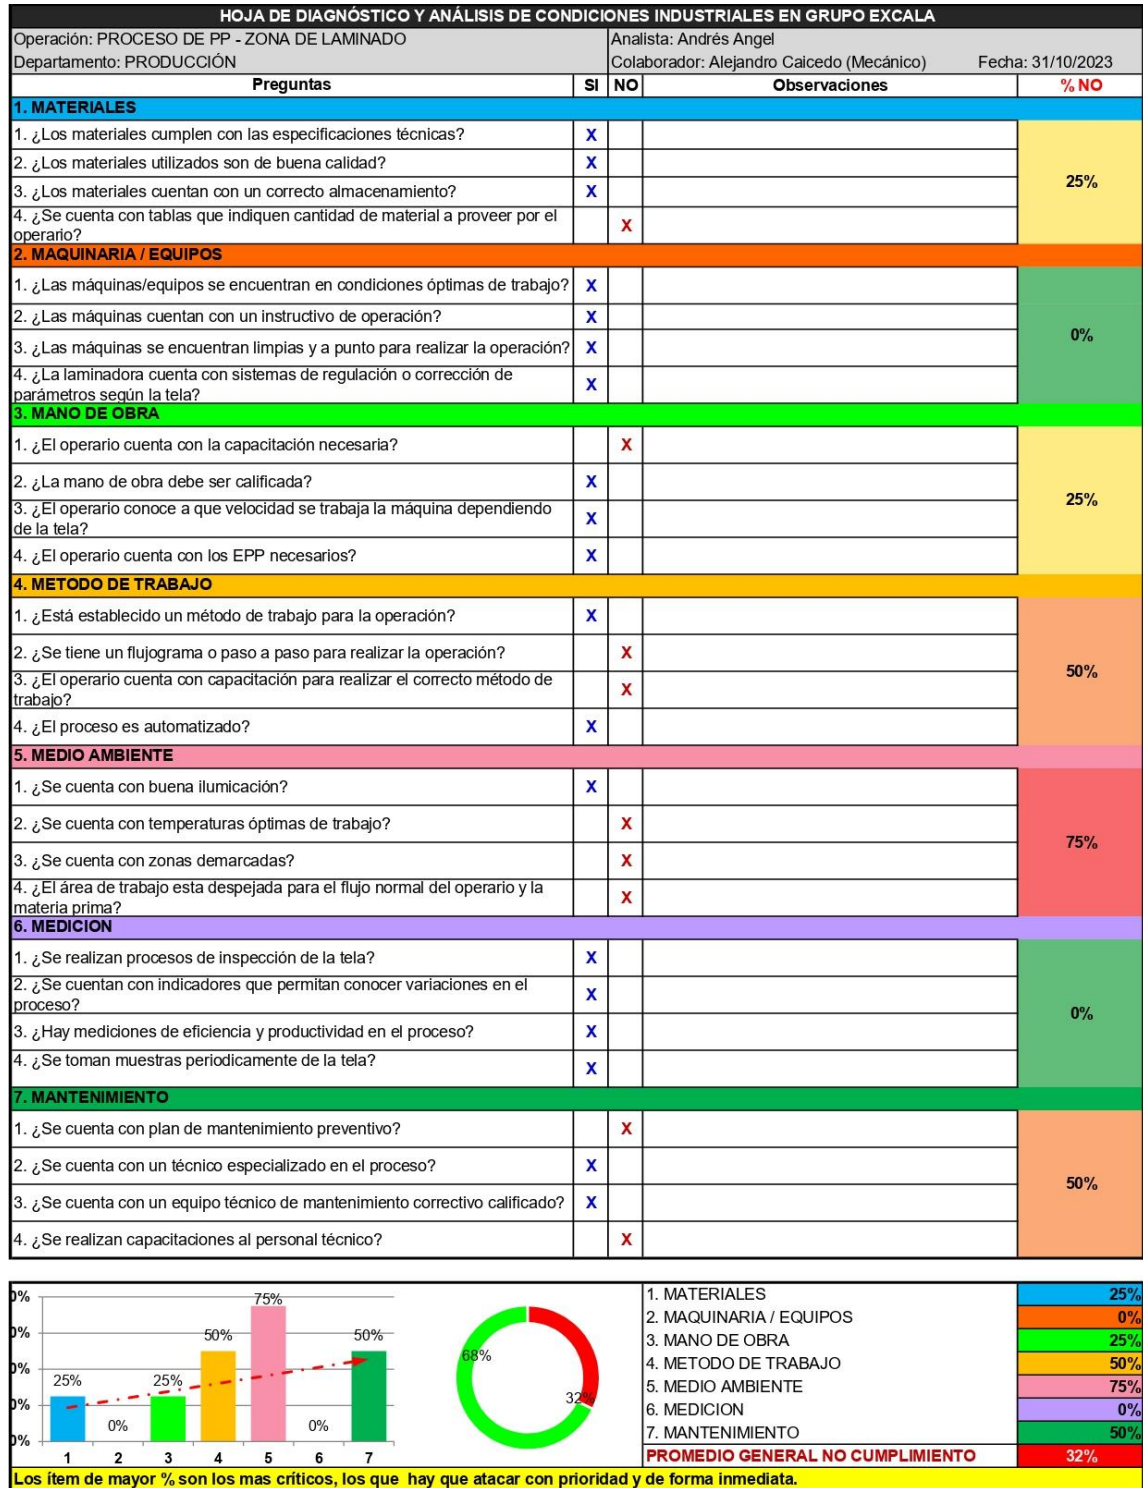 HOJA DE DIAGNÓSTICO Y ANÁLISIS DE CONDICIONES INDUSTRIALES EN GRUPO EXCALA
Operación: PROCESO DE PP - ZONA DE LAMINADO Analista: Andrés Angel
Departamento: PRODUCCIÓN Colaborador: Alejandro Caicedo (Mecánico) Fecha: 31/10/2023
Preguntas SI NO Observaciones % NO
1. MATERIALES
1. ¿Los materiales cumplen con las especificaciones técnicas? X
2. ¿Los materiales utilizados son de buena calidad? X
3. ¿Los materiales cuentan con un correcto almacenamiento? X
25%
4. ¿Se cuenta con tablas que indiquen cantidad de material a proveer por el
operario? X
2. MAQUINARIA / EQUIPOS
1. ¿Las máquinas/equipos se encuentran en condiciones óptimas de trabajo? X
2. ¿Las máquinas cuentan con un instructivo de operación? X
0%
3. ¿Las máquinas se encuentran limpias y a punto para realizar la operación? X
4. ¿La laminadora cuenta con sistemas de regulación o corrección de
parámetros según la tela? X
3. MANO DE OBRA
1. ¿El operario cuenta con la capacitación necesaria? X
2. ¿La mano de obra debe ser calificada? X
25%
3. ¿El operario conoce a que velocidad se trabaja la máquina dependiendo
de la tela? X
4. ¿El operario cuenta con los EPP necesarios? X
4. METODO DE TRABAJO
1. ¿Está establecido un método de trabajo para la operación? X
2. ¿Se tiene un flujograma o paso a paso para realizar la operación? X
50%
3. ¿El operario cuenta con capacitación para realizar el correcto método de
trabajo? X
4. ¿El proceso es automatizado? X
5. MEDIO AMBIENTE
1. ¿Se cuenta con buena ilumicación? X
2. ¿Se cuenta con temperaturas óptimas de trabajo? X
75%
3. ¿Se cuenta con zonas demarcadas? X
4. ¿El área de trabajo esta despejada para el flujo normal del operario y la
materia prima? X
6. MEDICION
1. ¿Se realizan procesos de inspección de la tela? X
2. ¿Se cuentan con indicadores que permitan conocer variaciones en el
proceso? X
0%
3. ¿Hay mediciones de eficiencia y productividad en el proceso? X
4. ¿Se toman muestras periodicamente de la tela? X
7. MANTENIMIENTO
1. ¿Se cuenta con plan de mantenimiento preventivo? X
2. ¿Se cuenta con un técnico especializado en el proceso? X
50%
3. ¿Se cuenta con un equipo técnico de mantenimiento correctivo calificado? X
4. ¿Se realizan capacitaciones al personal técnico? X
0%
0%
0%
0%
0%
25%
0%
25%
50%
75%
0%
50%
1 2 3 4 5 6 7
68%
32%
1. MATERIALES 25%
2. MAQUINARIA / EQUIPOS 0%
3. MANO DE OBRA 25%
4. METODO DE TRABAJO 50%
5. MEDIO AMBIENTE 75%
6. MEDICION 0%
7. MANTENIMIENTO 50%
PROMEDIO GENERAL NO CUMPLIMIENTO 32%
Los ítem de mayor % son los mas críticos, los que hay que atacar con prioridad y de forma inmediata.